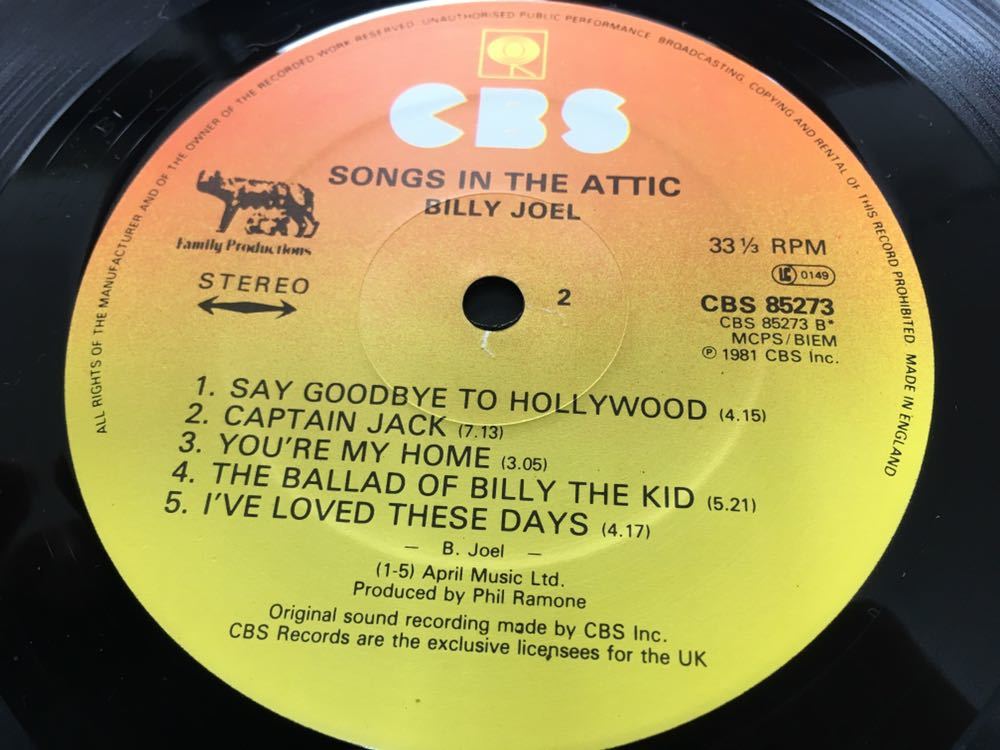 ALL RIGHTS OF THE MANUFACTURER AND OF THE OWNER OF THE RECORDED WORK RESERVED. UNAUTHORISED PUBLIC PERFORMANCE, BROADCASTING, COPYING AND RENTAL OF THIS RECORD PROHIBITED MADE IN ENGLAND
CBS
SONGS IN THE ATTIC
BILLY JOEL
Family Productions
STEREO
33 ⅓ RPM
LC 0149
2
CBS 85273
CBS 85273 B*
MCPS/BIEM
℗ 1981 CBS Inc.
1. SAY GOODBYE TO HOLLYWOOD (4.15)
2. CAPTAIN JACK (7.13)
3. YOU'RE MY HOME (3.05)
4. THE BALLAD OF BILLY THE KID (5.21)
5. I'VE LOVED THESE DAYS (4.17)
– B. Joel –
(1-5) April Music Ltd.
Produced by Phil Ramone
Original sound recording made by CBS Inc.
CBS Records are the exclusive licensees for the UK